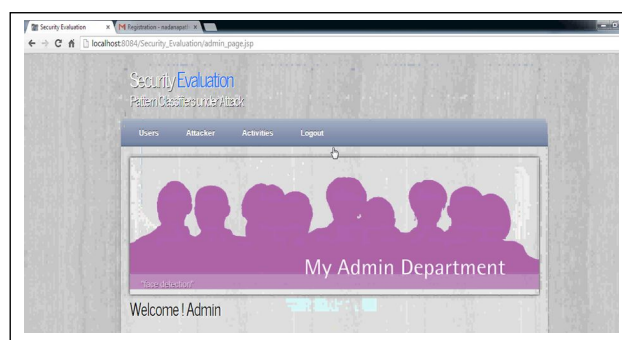 Security Evaluation
Registration - nadanapathi
localhost:8084/Security_Evaluation/admin_page.jsp
Security Evaluation
Pattern Classifiers under Attack
Users Attacker Activities Logout
My Admin Department
"face detection"
Welcome ! Admin